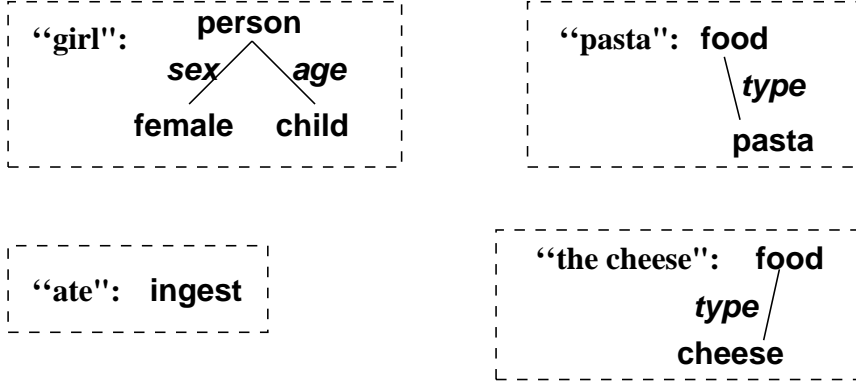 ‘‘girl": person
sex age
female child
‘‘pasta": food
type
pasta
‘‘ate": ingest
‘‘the cheese": food
type
cheese